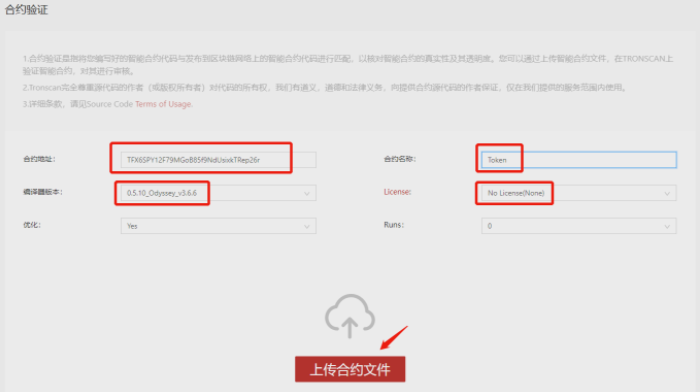 合约验证
1.合约验证是指将您编写好的智能合约代码与发布到区块链网络上的智能合约代码进行匹配，以核对智能合约的真实性及其透明度。您可以通过上传智能合约文件，在TRONSCAN上
验证智能合约，对其进行审核。
2.Tronscan完全尊重源代码的作者（或版权所有者）对代码的所有权，我们有道义，道德和法律义务，向提供合约源代码的作者保证，仅在我们提供的服务范围内使用。
3.详细条款，请见Source Code Terms of Usage.
合约地址: TFX6SPY12F79MGoB85f9NdUsixkTRep26r 合约名称: Token
编译器版本: 0.5.10_Odyssey_v3.6.6 License: No License(None)
优化: Yes Runs: 0
上传合约文件